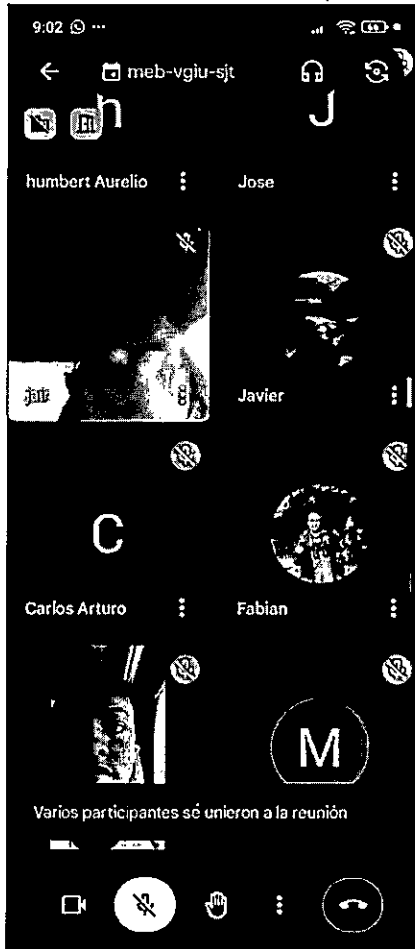 9:02
meb-vgiu-sjt
h J
humbert Aurelio Jose
Javier
C
Carlos Arturo Fabian
M
Varios participantes se unieron a la reunión